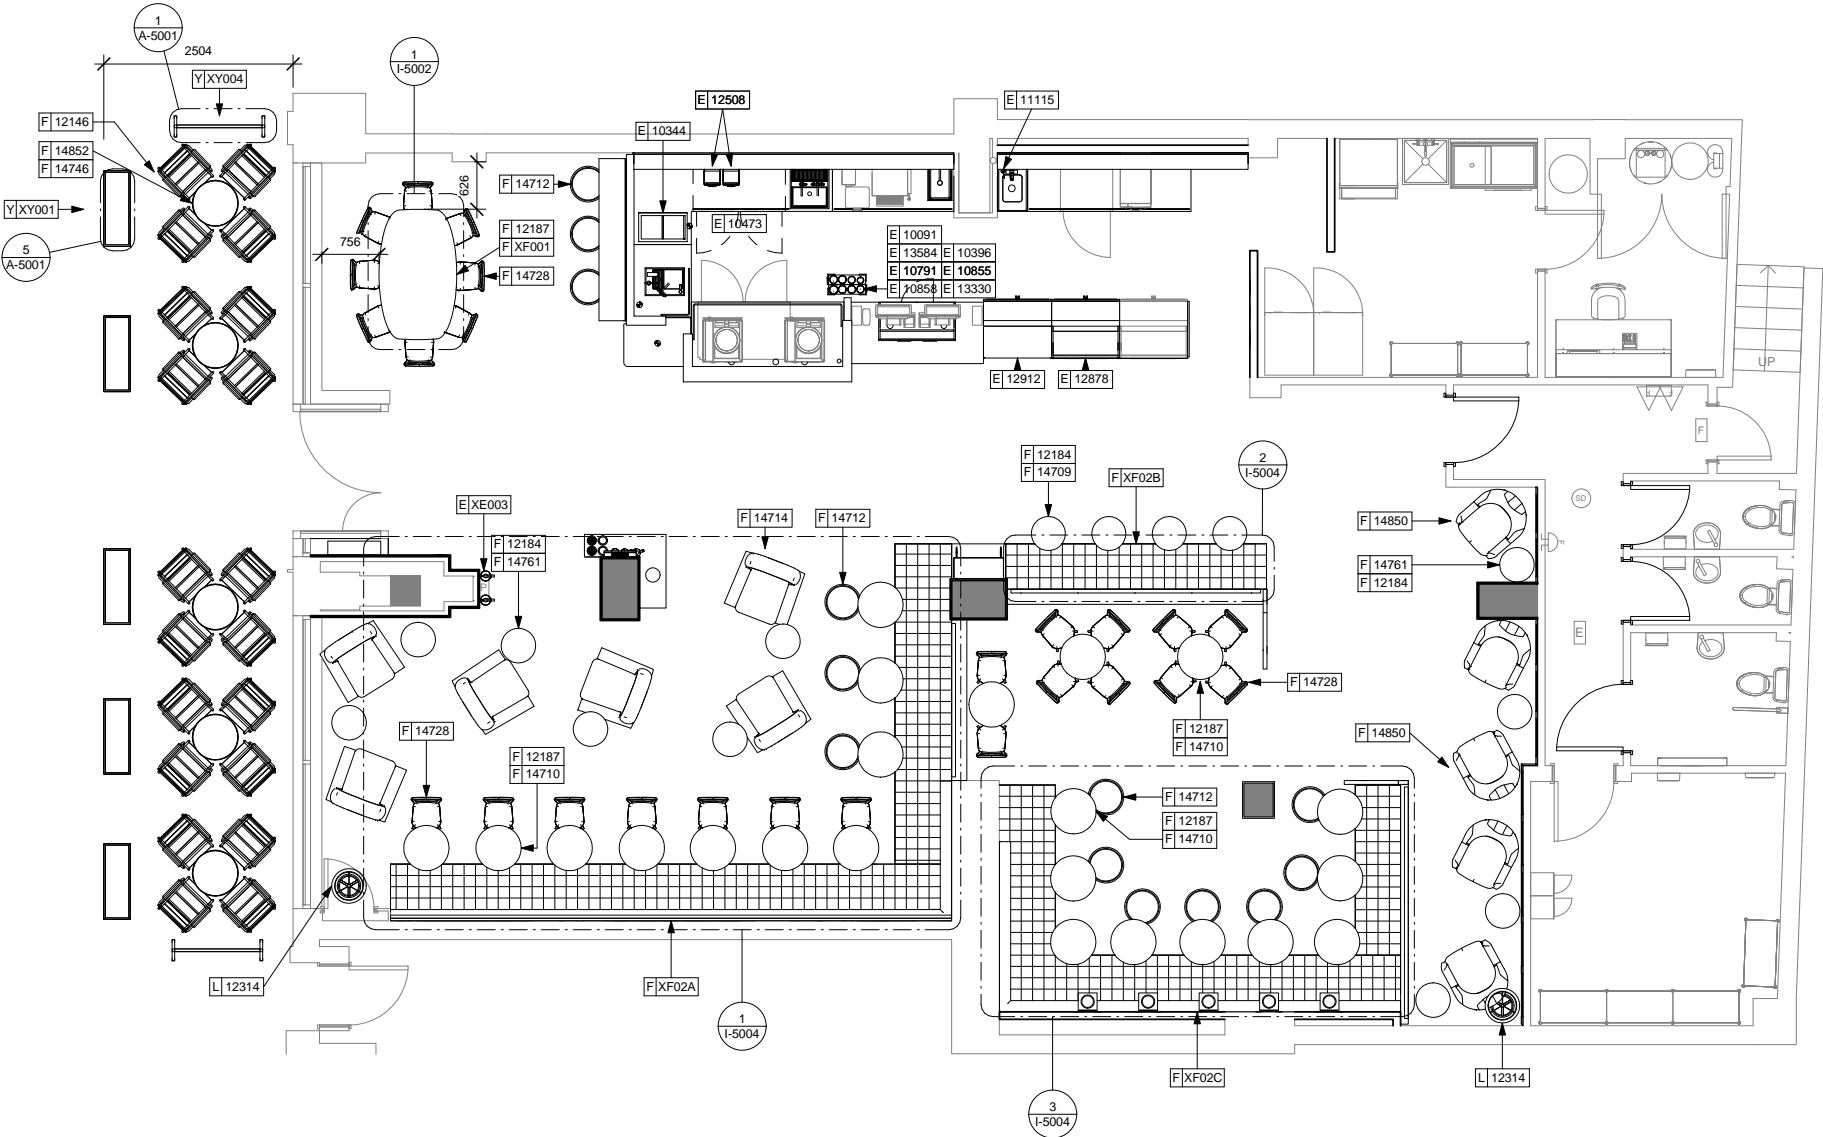 1
A-5001
2504
Y XY004
1
I-5002
F 12146
F 14852
F 14746
Y XY001
5
A-5001
626
756
F 14712
F 12187
F XF001
F 14728
E 10344
E 12508
E 11115
E 10473
E 10091
E 13584 E 10396
E 10791 E 10855
E 10858 E 13330
E 12912
E 12878
UP
F
F 12184
F 14709
F XF02B
2
I-5004
E XE003
F 12184
F 14761
F 14714
F 14712
F 14850
SD
F 14761
F 12184
E
F 14728
F 12187
F 14710
F 14728
F 12187
F 14710
F 14850
F 14712
F 12187
F 14710
L 12314
F XF02A
1
I-5004
F XF02C
L 12314
3
I-5004